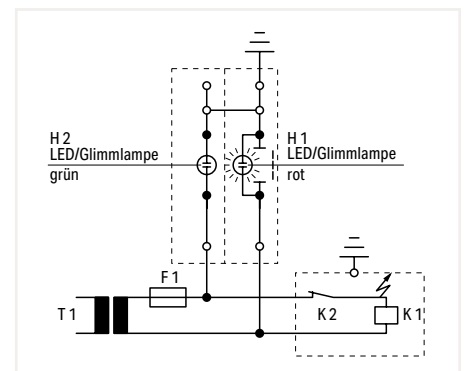 H 2
LED/Glimmlampe
grün
H 1
LED/Glimmlampe
rot
F 1
T 1
K 2
K 1